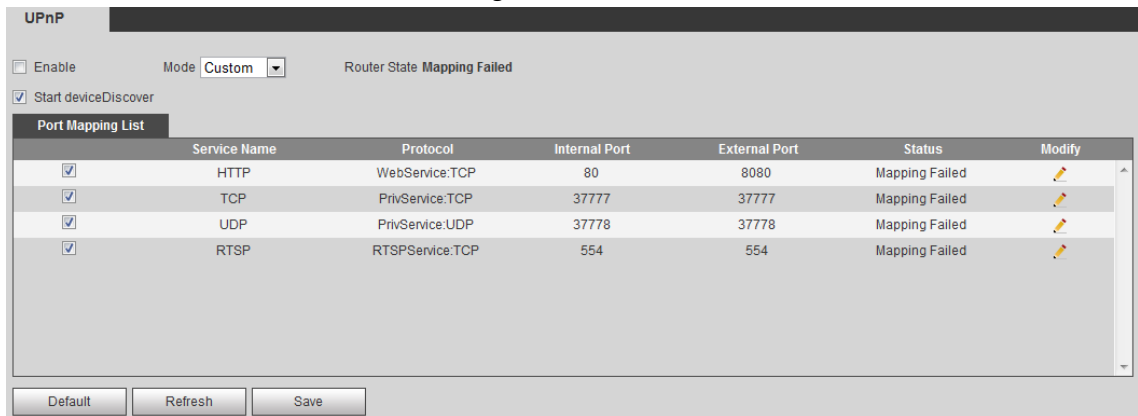 UPnP
Enable Mode Custom Router State Mapping Failed
Start deviceDiscover
Port Mapping List
Service Name Protocol Internal Port External Port Status Modify
HTTP WebService:TCP 80 8080 Mapping Failed
TCP PrivService:TCP 37777 37777 Mapping Failed
UDP PrivService:UDP 37778 37778 Mapping Failed
RTSP RTSPService:TCP 554 554 Mapping Failed
Default Refresh Save